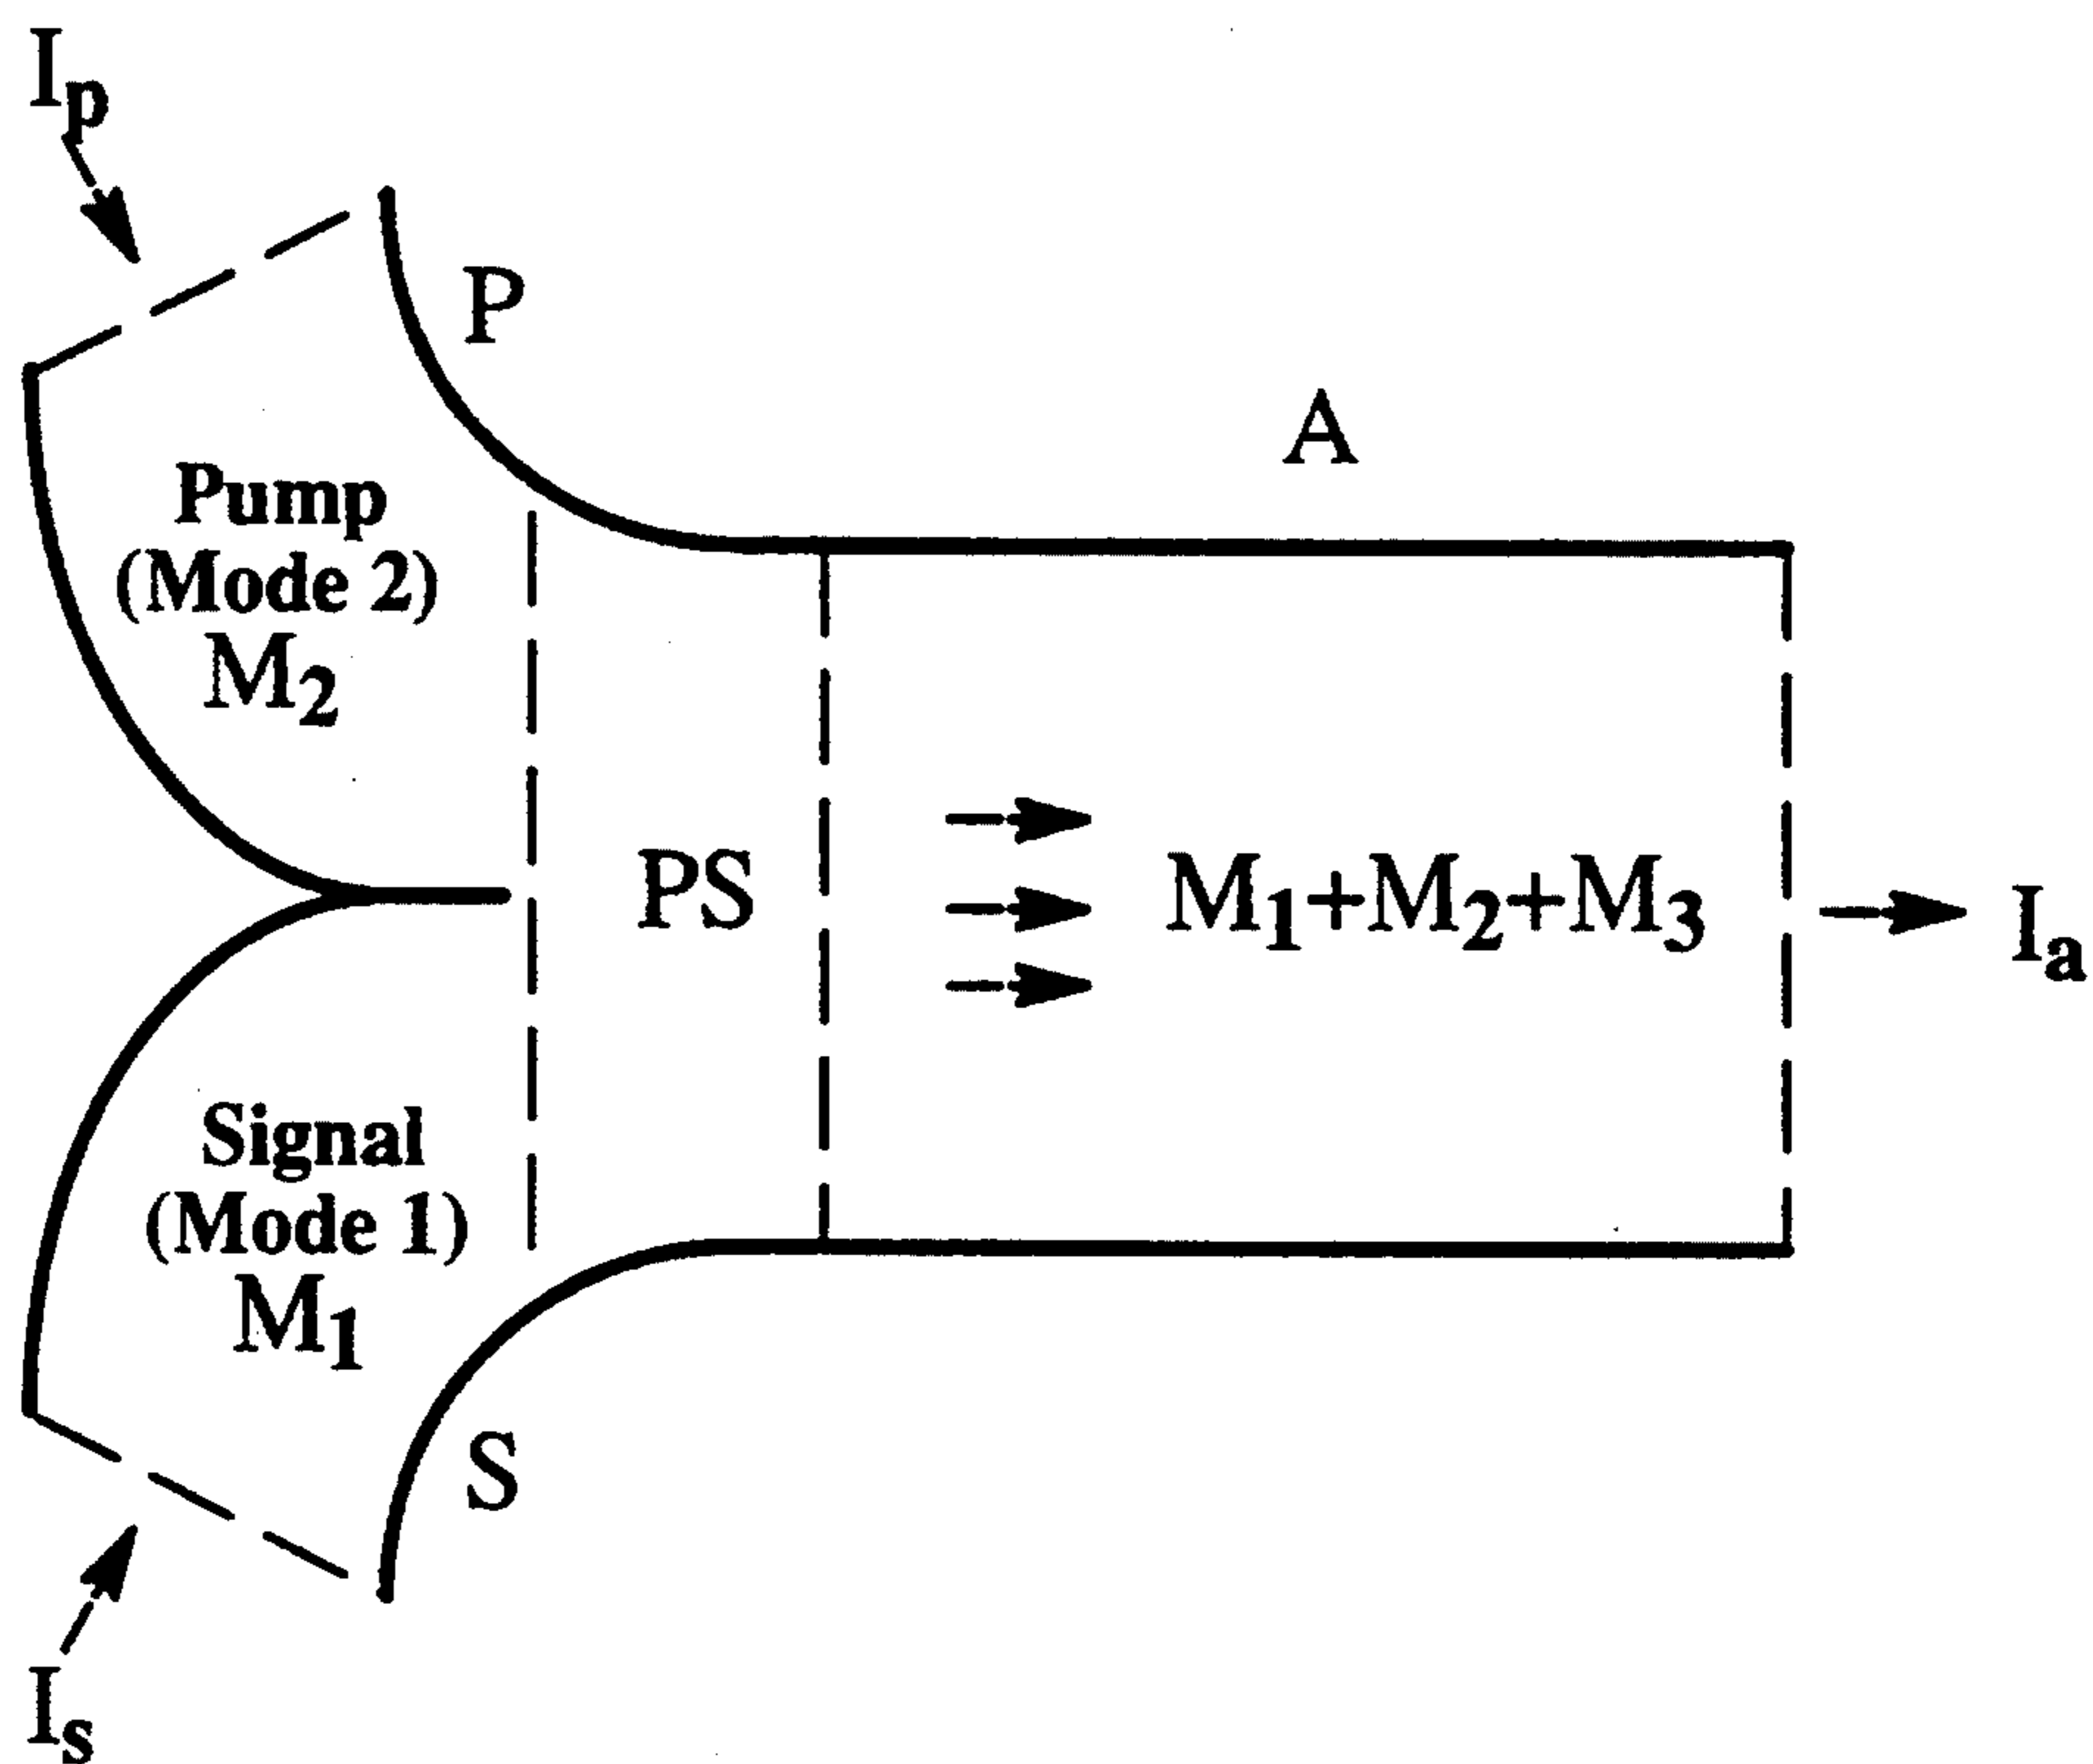 Iₚ
P
A
Pump
(Mode 2)
M₂
PS
M₁+M₂+M₃
Iₐ
Signal
(Mode 1)
M₁
S
Iₛ